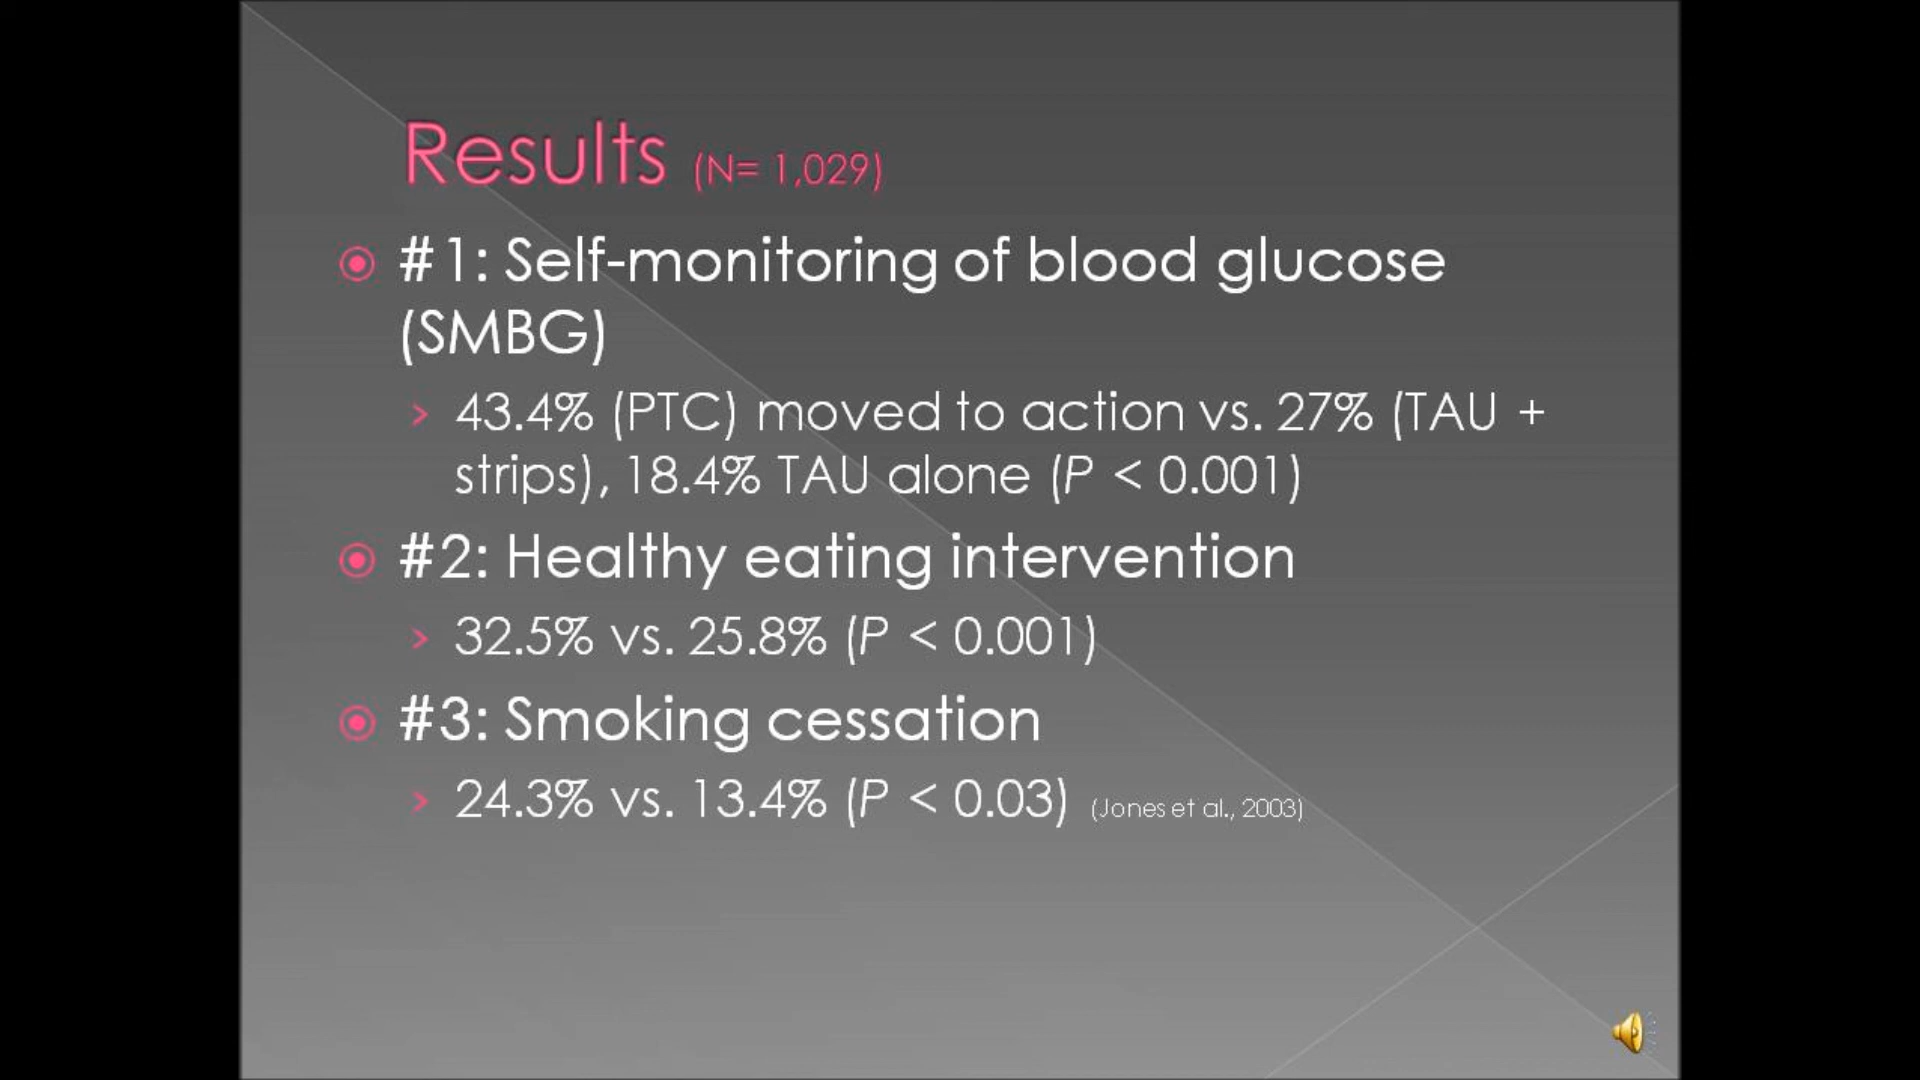 Results (N= 1,029)
#1: Self-monitoring of blood glucose
(SMBG)
43.4% (PTC) moved to action vs. 27% (TAU +
strips), 18.4% TAU alone (P < 0.001)
#2: Healthy eating intervention
32.5% vs. 25.8% (P < 0.001)
#3: Smoking cessation
24.3% vs. 13.4% (P < 0.03) (Jones et al., 2003)